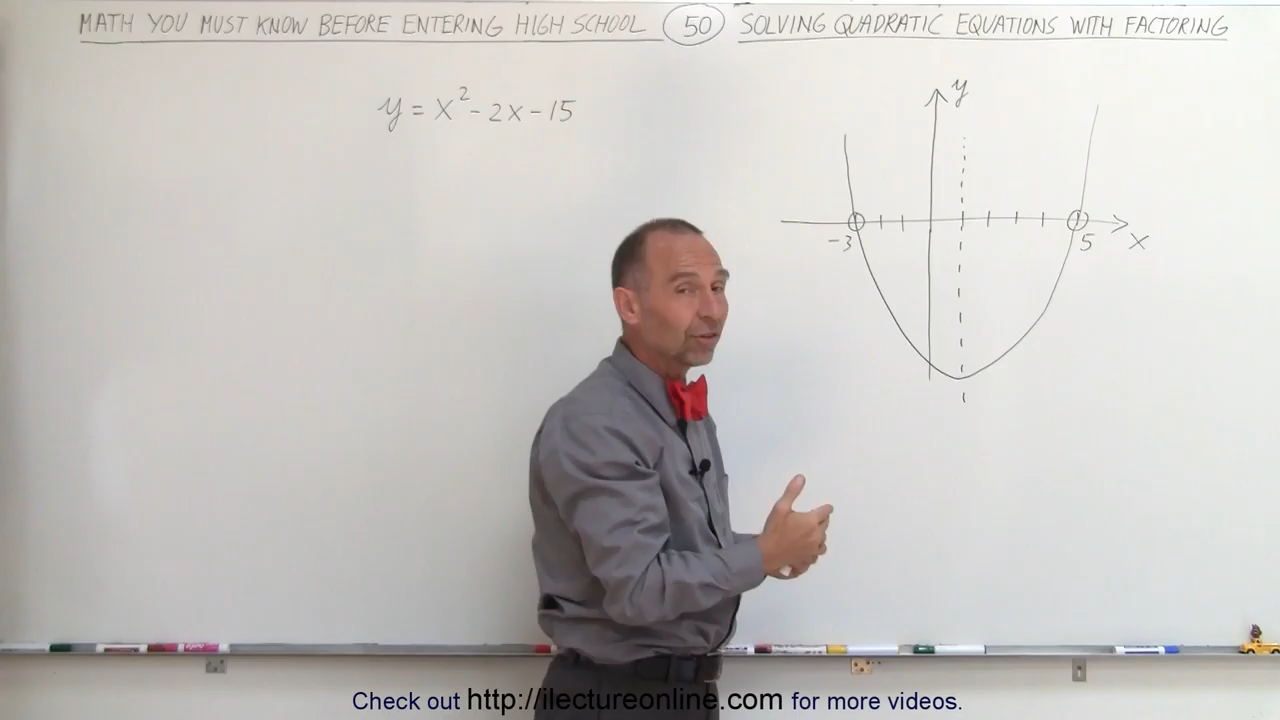 MATH YOU MUST KNOW BEFORE ENTERING HIGH SCHOOL 50 SOLVING QUADRATIC EQUATIONS WITH FACTORING
y = x² - 2x - 15
y
-3
5
x
Check out http://ilectureonline.com for more videos.